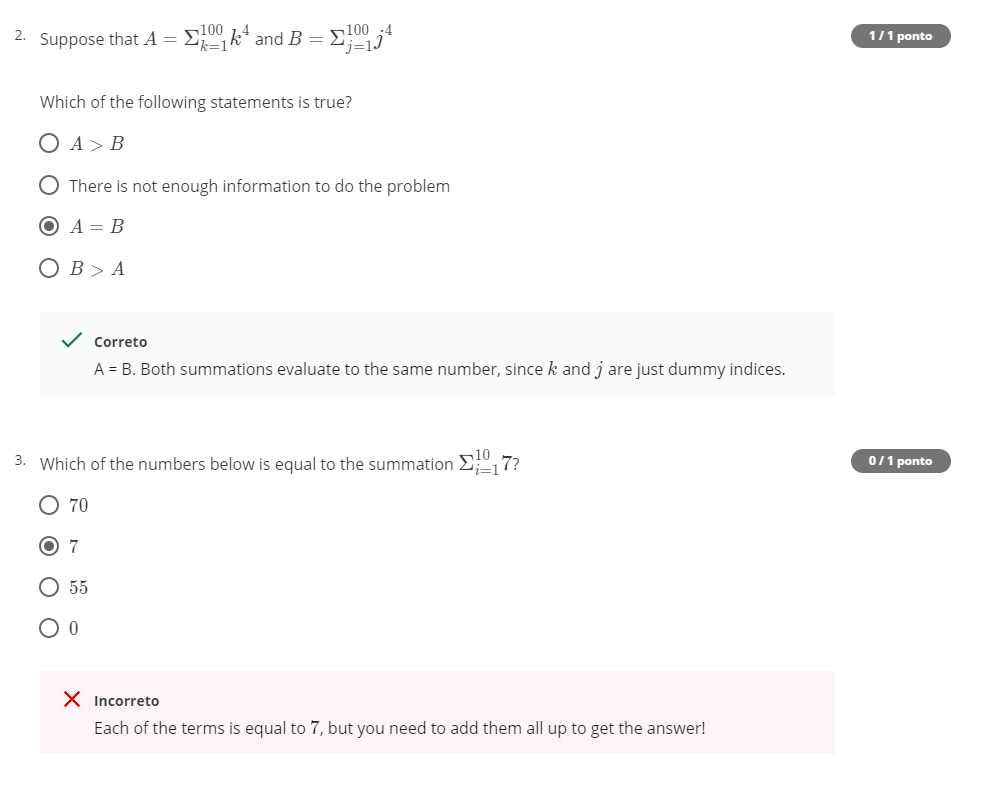 2. Suppose that $A = \Sigma_{k=1}^{100} k^4$ and $B = \Sigma_{j=1}^{100} j^4$
1 / 1 ponto
Which of the following statements is true?
$A > B$
There is not enough information to do the problem
$A = B$
$B > A$
Correto
A = B. Both summations evaluate to the same number, since $k$ and $j$ are just dummy indices.
3. Which of the numbers below is equal to the summation $\Sigma_{i=1}^{10} 7$?
0 / 1 ponto
70
7
55
0
Incorreto
Each of the terms is equal to 7, but you need to add them all up to get the answer!